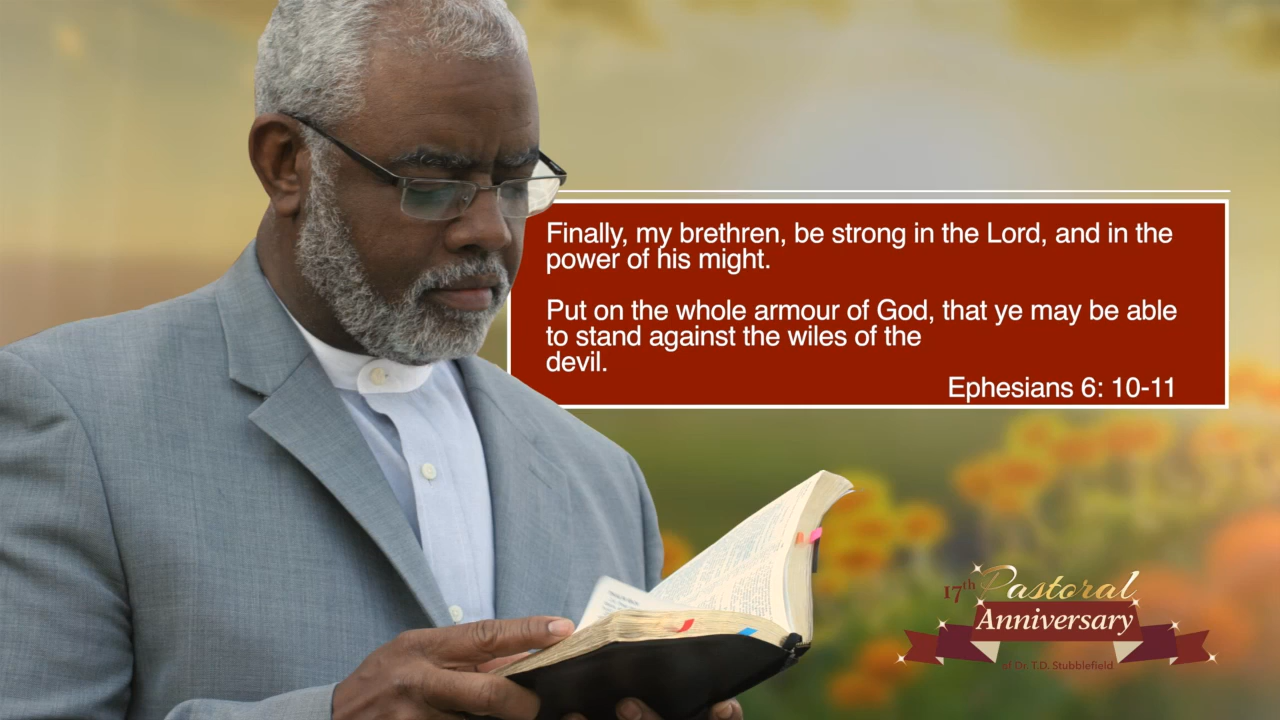 Finally, my brethren, be strong in the Lord, and in the
power of his might.
Put on the whole armour of God, that ye may be able
to stand against the wiles of the
devil.
Ephesians 6: 10-11
17th Pastoral
Anniversary
of Dr. T.D. Stubblefield